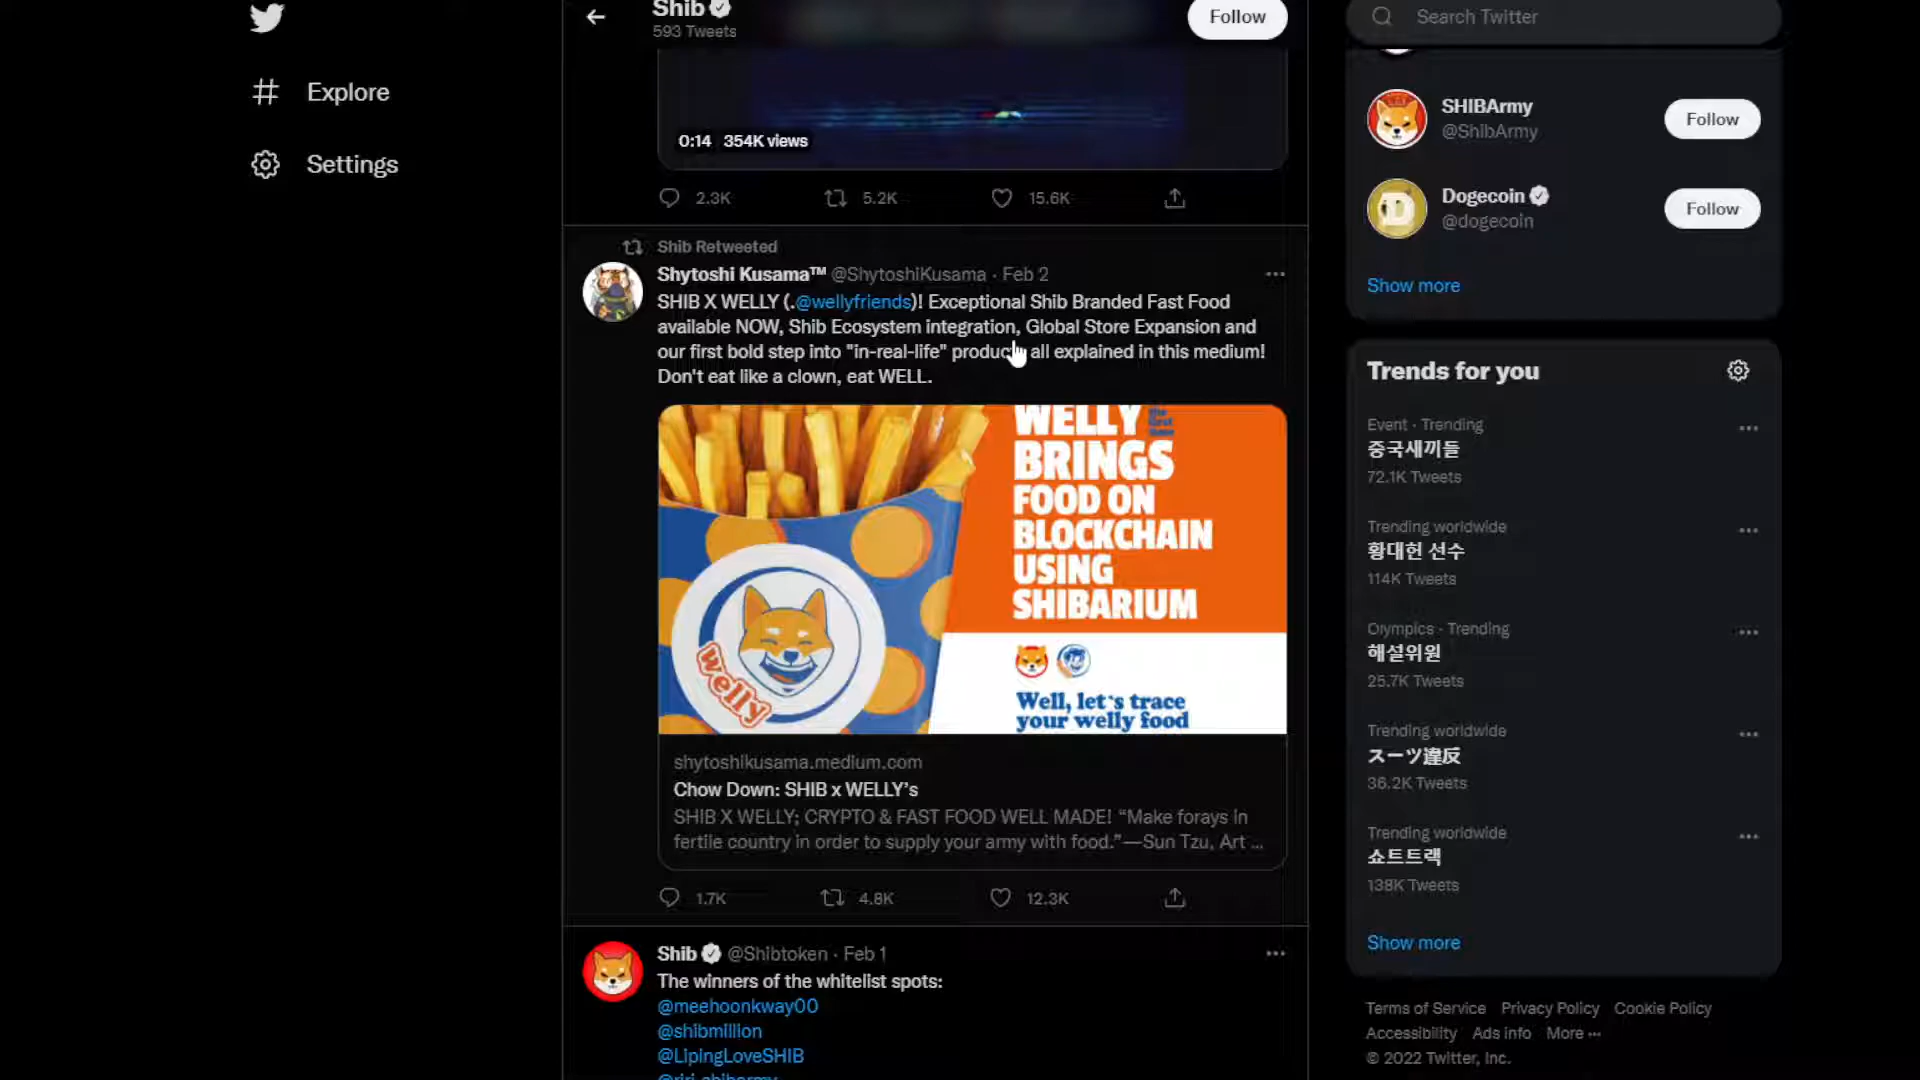 Explore
Settings
Shib
593 Tweets
Follow
0:14 354K views
2.3K 5.2K 15.6K
Shib Retweeted
Shytoshi Kusama™ @ShytoshiKusama · Feb 2
SHIB X WELLY (.@wellyfriends)! Exceptional Shib Branded Fast Food
available NOW, Shib Ecosystem integration, Global Store Expansion and
our first bold step into "in-real-life" all explained in this medium!
Don't eat like a clown, eat WELL.
WELLY
BRINGS
FOOD ON
BLOCKCHAIN
USING
SHIBARIUM
welly
Well, let's trace
your welly food
shytoshikusama.medium.com
Chow Down: SHIB x WELLY's
SHIB X WELLY; CRYPTO & FAST FOOD WELL MADE! “Make forays in
fertile country in order to supply your army with food.”—Sun Tzu, Art ...
1.7K 4.8K 12.3K
Shib @Shibtoken · Feb 1
The winners of the whitelist spots:
@meehoonkway00
@shibmillion
@LipingLoveSHIB
Search Twitter
SHIBArmy
@ShibArmy
Follow
Dogecoin
@dogecoin
Follow
Show more
Trends for you
Event · Trending
중국새끼들
72.1K Tweets
Trending worldwide
황대헌 선수
114K Tweets
Olympics · Trending
해설위원
25.7K Tweets
Trending worldwide
スーツ違反
36.2K Tweets
Trending worldwide
쇼트트랙
138K Tweets
Show more
Terms of Service Privacy Policy Cookie Policy
Accessibility Ads info More ...
© 2022 Twitter, Inc.